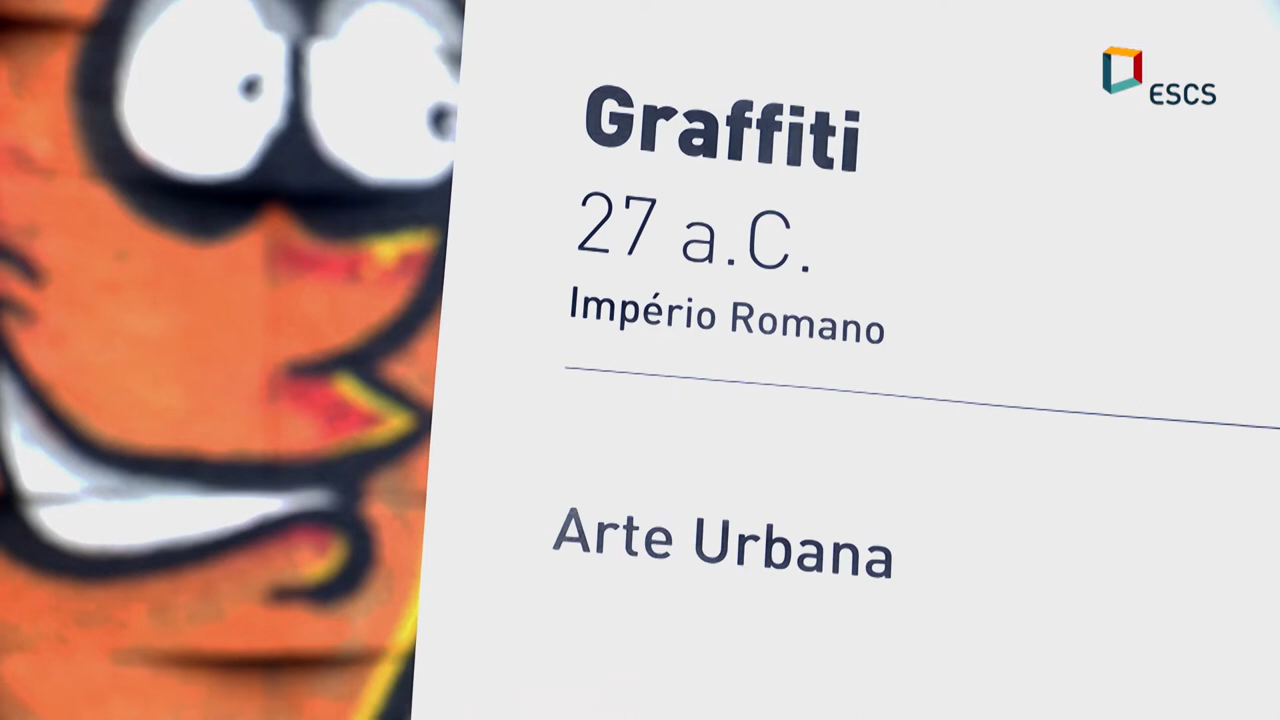 ESCS
Graffiti
27 a.C.
Império Romano
Arte Urbana